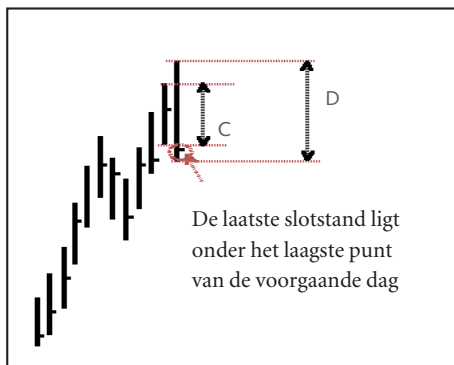 D
C
De laatste slotstand ligt
onder het laagste punt
van de voorgaande dag